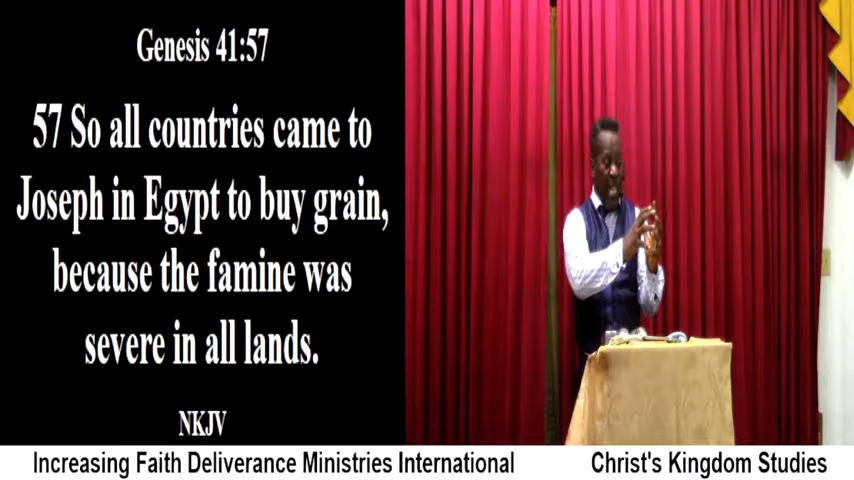 Genesis 41:57
57 So all countries came to
Joseph in Egypt to buy grain,
because the famine was
severe in all lands.
NKJV
Increasing Faith Deliverance Ministries International
Christ's Kingdom Studies